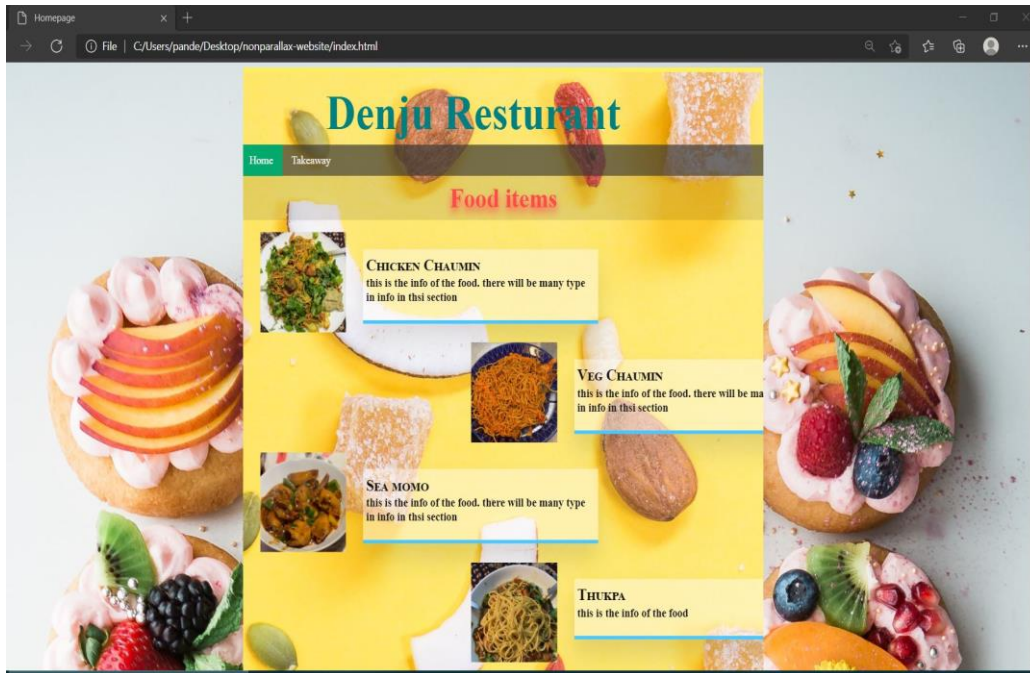 Homepage
File | C:/Users/pande/Desktop/nonparallax-website/index.html
Denju Resturant
Home Takeaway
Food items
CHICKEN CHAUMIN
this is the info of the food. there will be many type
in info in thsi section
VEG CHAUMIN
this is the info of the food. there will be ma
in info in thsi section
SEA MOMO
this is the info of the food. there will be many type
in info in thsi section
THUKPA
this is the info of the food